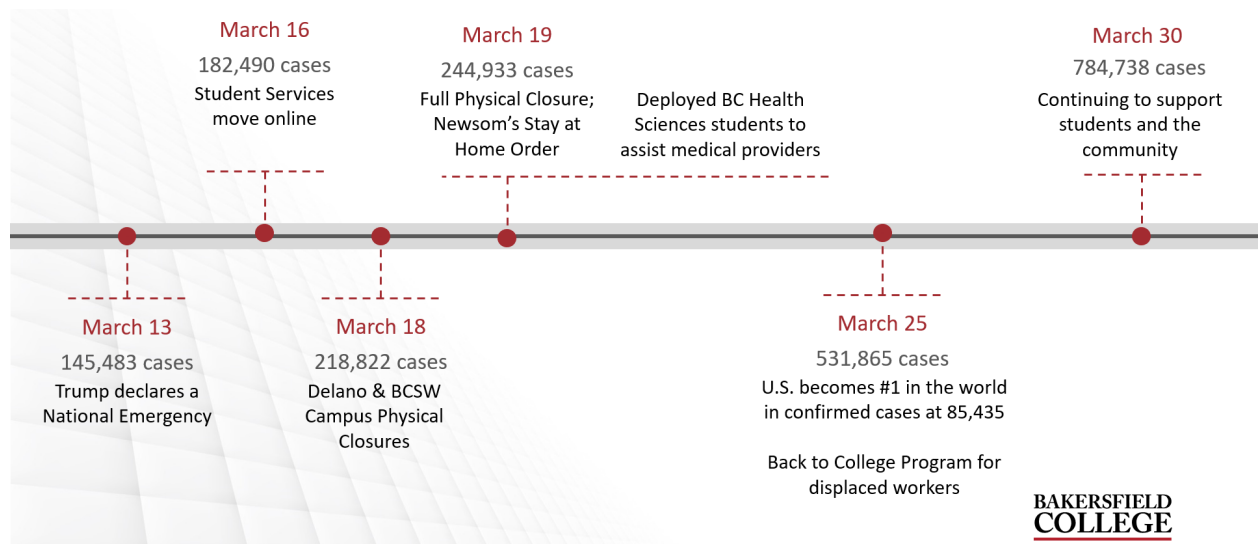 March 16
182,490 cases
Student Services
move online
March 19
244,933 cases
Full Physical Closure;
Newsom's Stay at
Home Order
Deployed BC Health
Sciences students to
assist medical providers
March 30
784,738 cases
Continuing to support
students and the
community
March 13
145,483 cases
Trump declares a
National Emergency
March 18
218,822 cases
Delano & BCSW
Campus Physical
Closures
March 25
531,865 cases
U.S. becomes #1 in the world
in confirmed cases at 85,435
Back to College Program for
displaced workers
BAKERSFIELD
COLLEGE